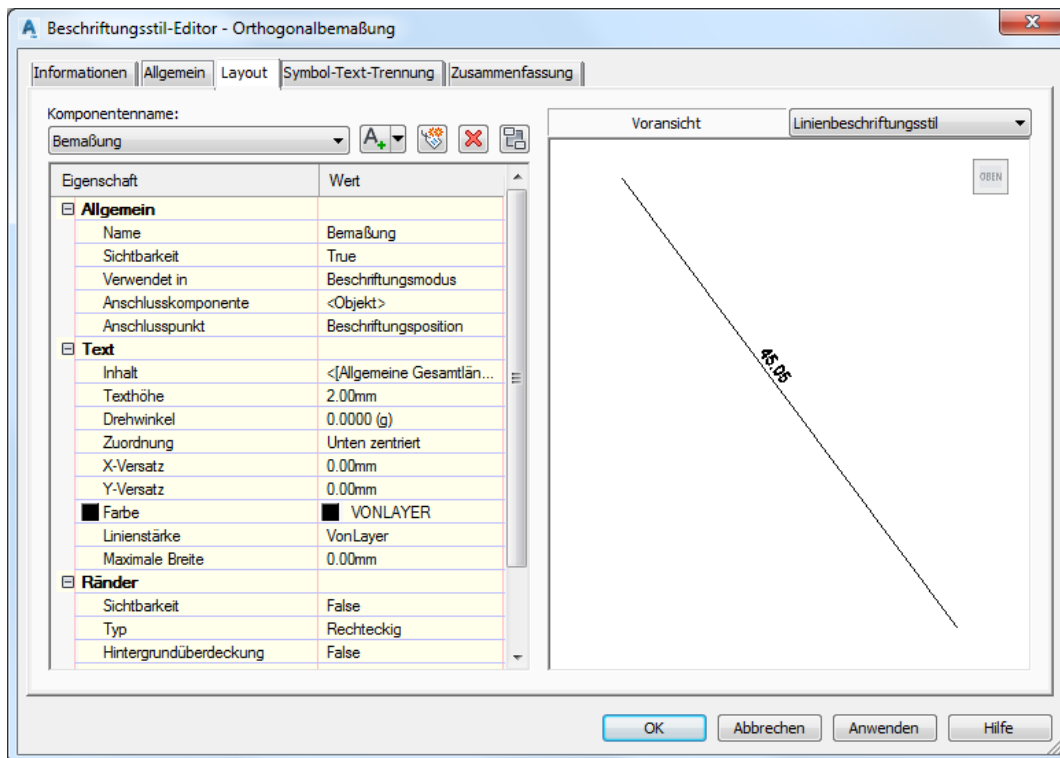 Beschriftungsstil-Editor - Orthogonalbemaßung
Informationen Allgemein Layout Symbol-Text-Trennung Zusammenfassung
Komponentenname:
Bemaßung
Eigenschaft Wert
Allgemein
Name Bemaßung
Sichtbarkeit True
Verwendet in Beschriftungsmodus
Anschlusskomponente <Objekt>
Anschlusspunkt Beschriftungsposition
Text
Inhalt <[Allgemeine Gesamtlän...
Texthöhe 2.00mm
Drehwinkel 0.0000 (g)
Zuordnung Unten zentriert
X-Versatz 0.00mm
Y-Versatz 0.00mm
Farbe VONLAYER
Linienstärke VonLayer
Maximale Breite 0.00mm
Ränder
Sichtbarkeit False
Typ Rechteckig
Hintergrundüberdeckung False
Voransicht Linienbeschriftungsstil
OBEN
45.05
OK Abbrechen Anwenden Hilfe